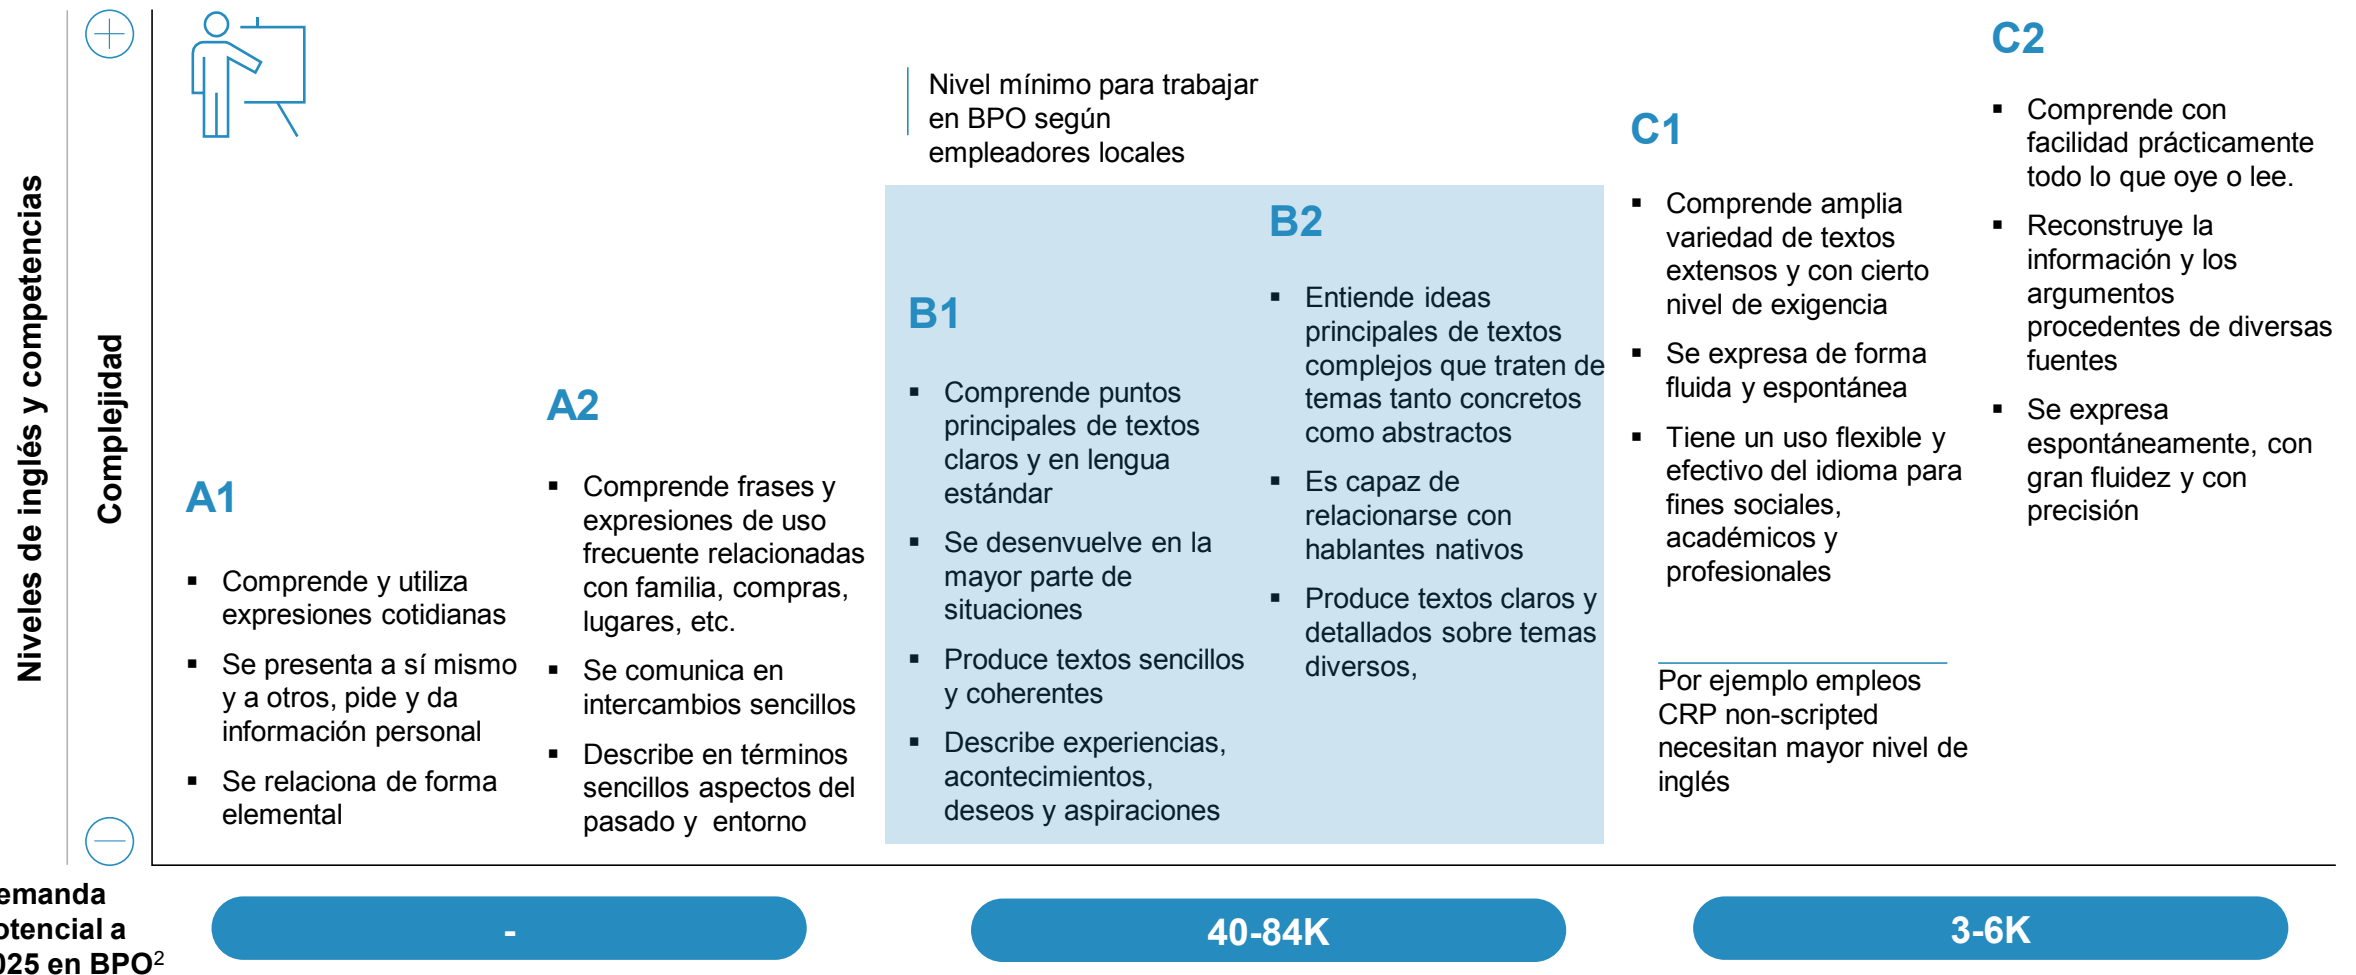 Niveles de inglés y competencias
Complejidad
A1
▪ Comprende y utiliza
expresiones cotidianas
▪ Se presenta a sí mismo
y a otros, pide y da
información personal
▪ Se relaciona de forma
elemental
A2
▪ Comprende frases y
expresiones de uso
frecuente relacionadas
con familia, compras,
lugares, etc.
▪ Se comunica en
intercambios sencillos
▪ Describe en términos
sencillos aspectos del
pasado y entorno
Nivel mínimo para trabajar
en BPO según
empleadores locales
B1
▪ Comprende puntos
principales de textos
claros y en lengua
estándar
▪ Se desenvuelve en la
mayor parte de
situaciones
▪ Produce textos sencillos
y coherentes
▪ Describe experiencias,
acontecimientos,
deseos y aspiraciones
B2
▪ Entiende ideas
principales de textos
complejos que traten de
temas tanto concretos
como abstractos
▪ Es capaz de
relacionarse con
hablantes nativos
▪ Produce textos claros y
detallados sobre temas
diversos,
C1
▪ Comprende amplia
variedad de textos
extensos y con cierto
nivel de exigencia
▪ Se expresa de forma
fluida y espontánea
▪ Tiene un uso flexible y
efectivo del idioma para
fines sociales,
académicos y
profesionales
Por ejemplo empleos
CRP non-scripted
necesitan mayor nivel de
inglés
C2
▪ Comprende con
facilidad prácticamente
todo lo que oye o lee.
▪ Reconstruye la
información y los
argumentos
procedentes de diversas
fuentes
▪ Se expresa
espontáneamente, con
gran fluidez y con
precisión
emanda
otencial a
025 en BPO2
-
40-84K
3-6K